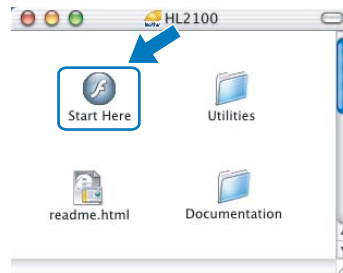 HL2100
Start Here
Utilities
readme.html
Documentation